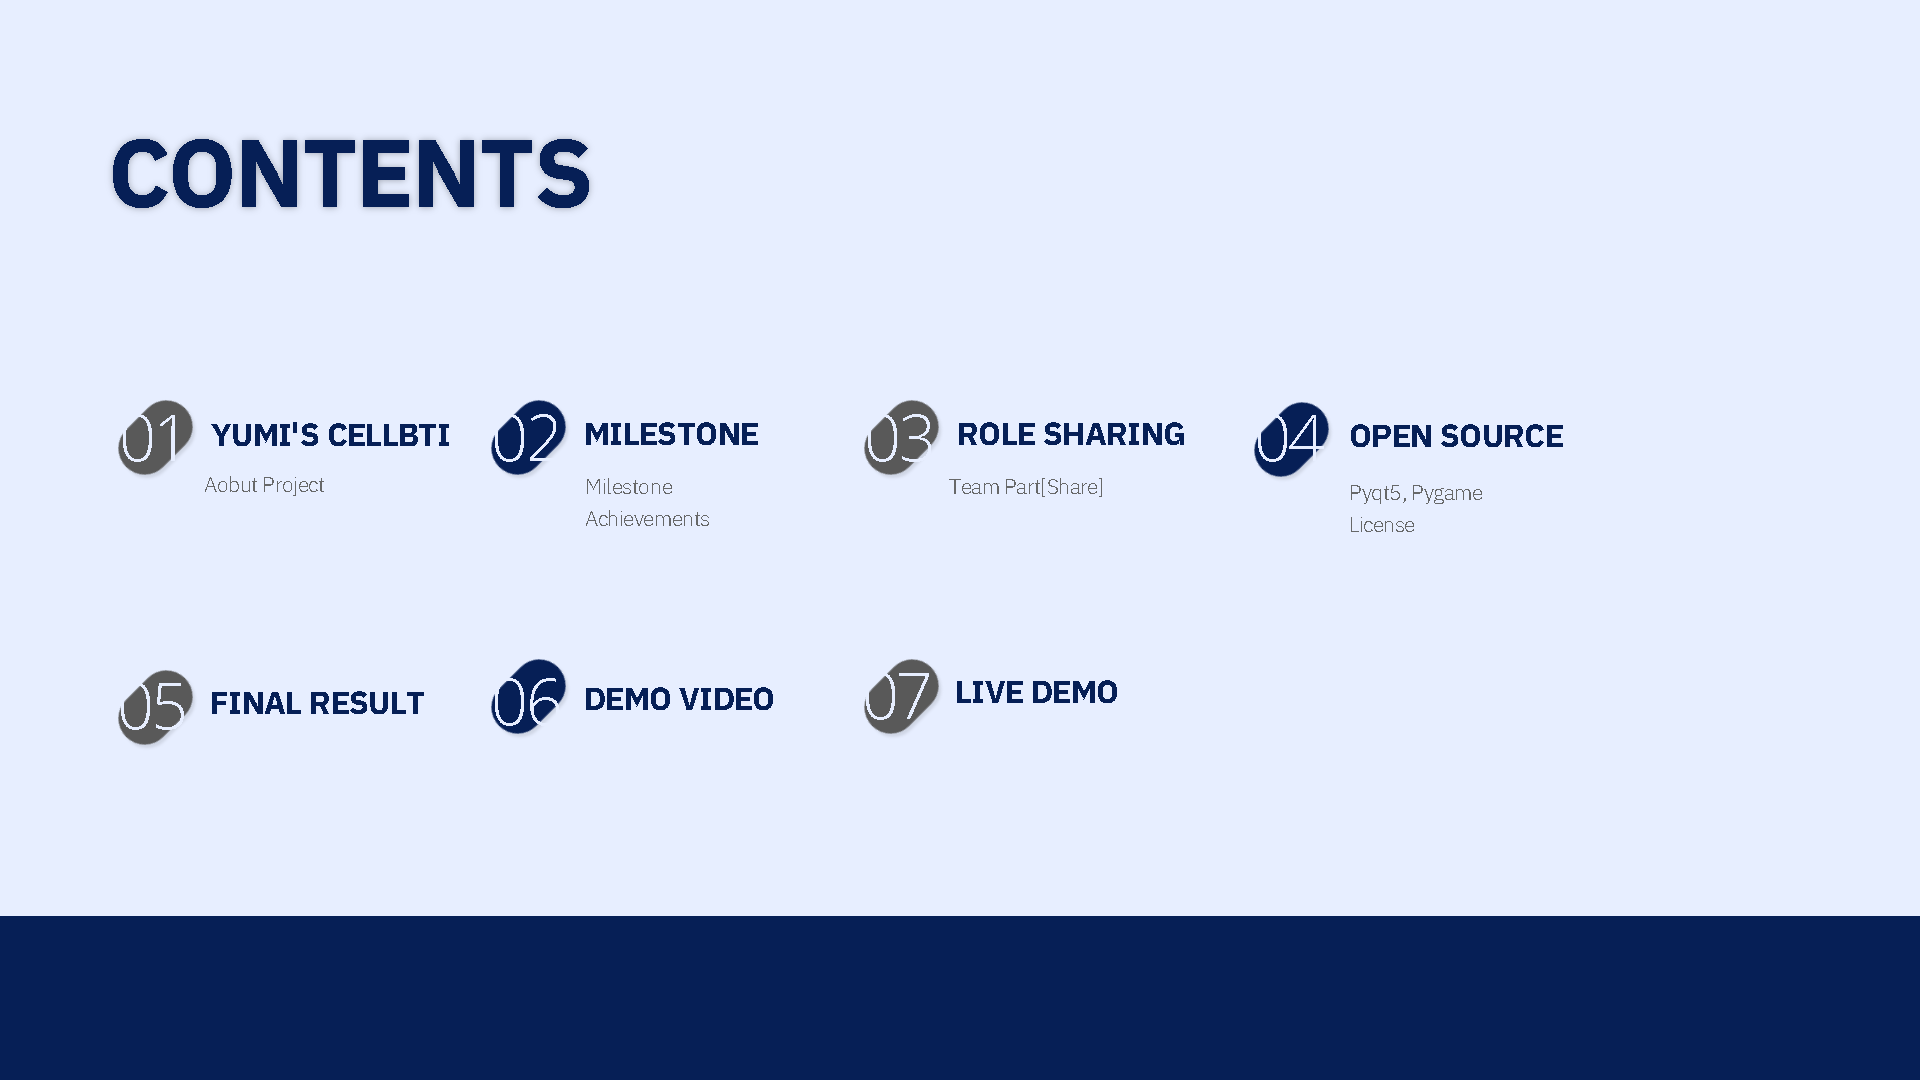 CONTENTS
01 YUMI'S CELLBTI
Aobut Project
02 MILESTONE
Milestone
Achievements
03 ROLE SHARING
Team Part[Share]
04 OPEN SOURCE
Pyqt5, Pygame
License
05 FINAL RESULT
06 DEMO VIDEO
07 LIVE DEMO